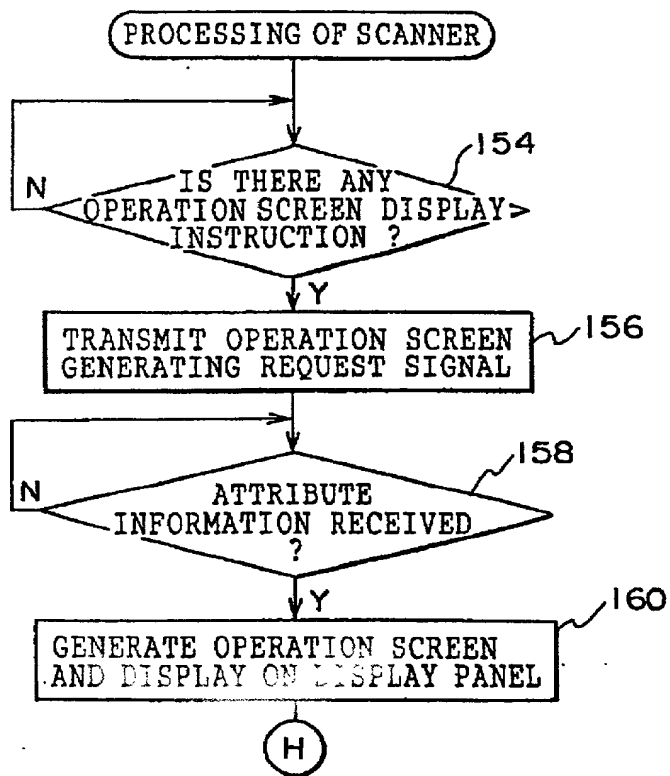 PROCESSING OF SCANNER
154
N
IS THERE ANY
OPERATION SCREEN DISPLAY
INSTRUCTION ?
Y
TRANSMIT OPERATION SCREEN
GENERATING REQUEST SIGNAL
156
158
N
ATTRIBUTE
INFORMATION RECEIVED
?
Y
160
GENERATE OPERATION SCREEN
AND DISPLAY ON DISPLAY PANEL
H